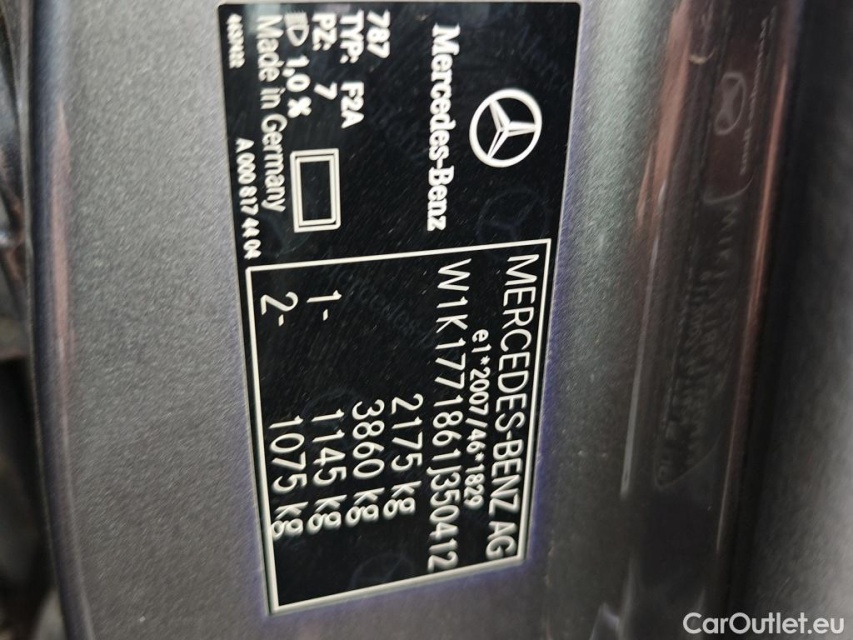 Mercedes-Benz
787
TYP: F2A
PZ: 7
1,0 %
Made in Germany
A 000 817 44 04
MERCEDES-BENZ AG
e1*2007/46*1829
W1K1771861J350412
2175 kg
3860 kg
1- 1145 kg
2- 1075 kg
CarOutlet.eu